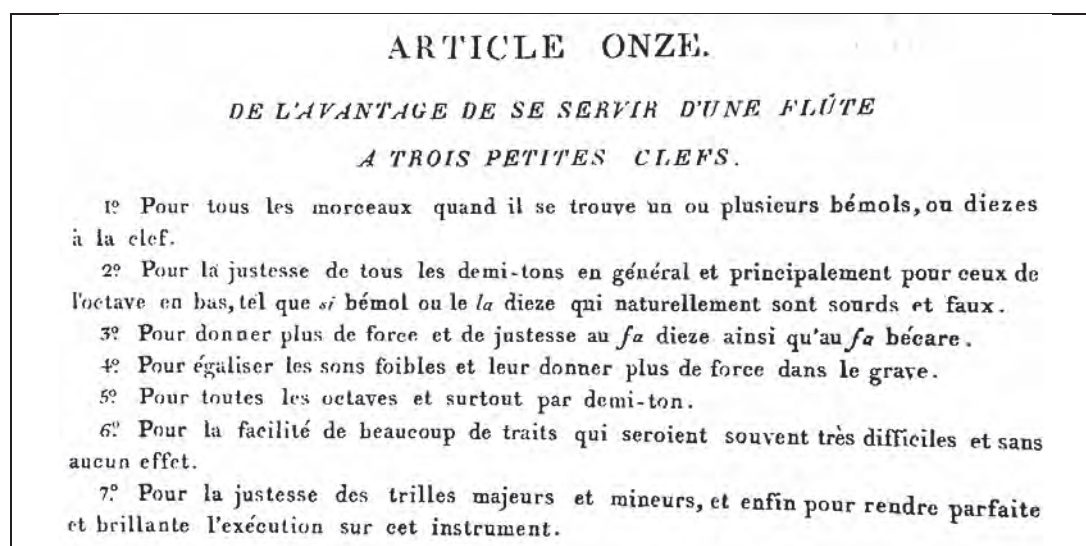 ARTICLE ONZE.
DE L'AVANTAGE DE SE SERVIR D'UNE FLÛTE
A TROIS PETITES CLEFS.
1º Pour tous les morceaux quand il se trouve un ou plusieurs bémols, ou diezes
à la clef.
2º Pour la justesse de tous les demi-tons en général et principalement pour ceux de
l'octave en bas, tel que si bémol ou le la dieze qui naturellement sont sourds et faux.
3º Pour donner plus de force et de justesse au fa dieze ainsi qu'au fa bécare.
4º Pour égaliser les sons foibles et leur donner plus de force dans le grave.
5º Pour toutes les octaves et surtout par demi-ton.
6º Pour la facilité de beaucoup de traits qui seroient souvent très difficiles et sans
aucun effet.
7º Pour la justesse des trilles majeurs et mineurs, et enfin pour rendre parfaite
et brillante l'exécution sur cet instrument.